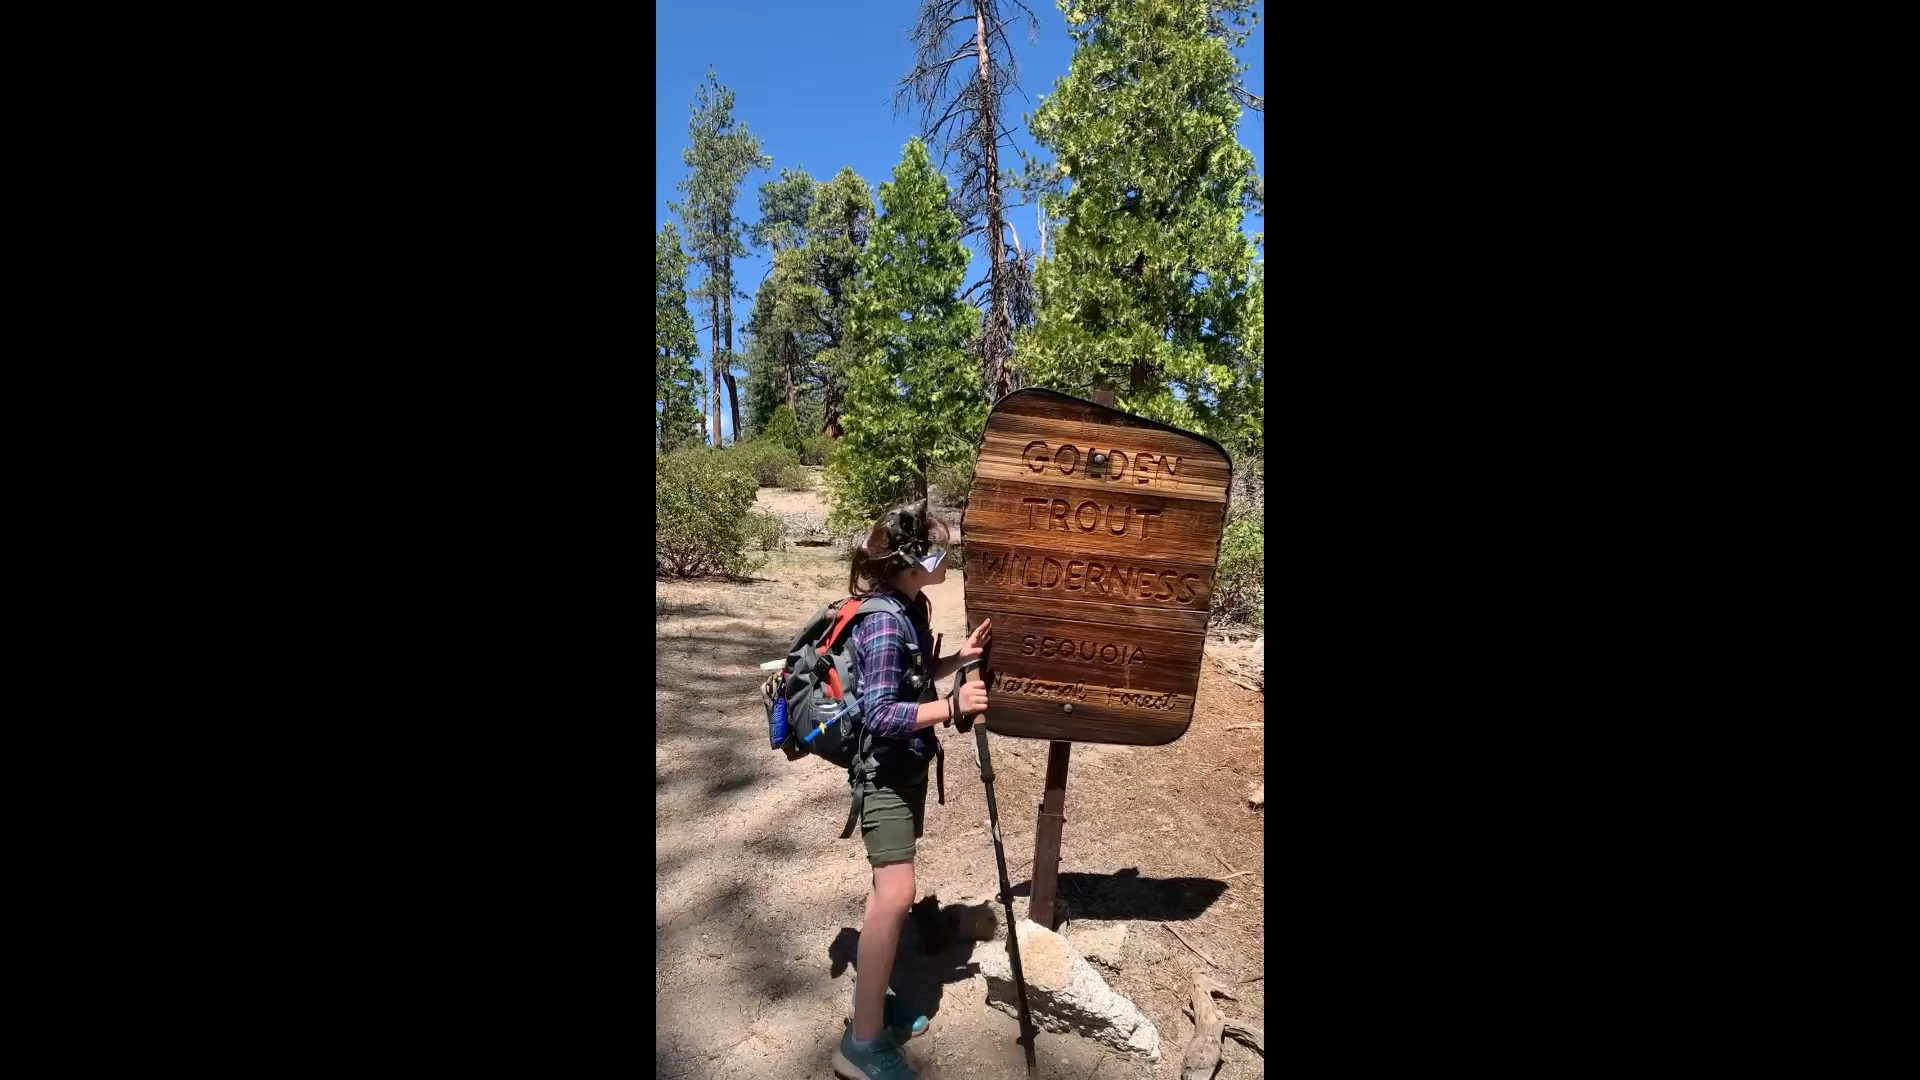 GOLDEN
TROUT
WILDERNESS
SEQUOIA
National Forest